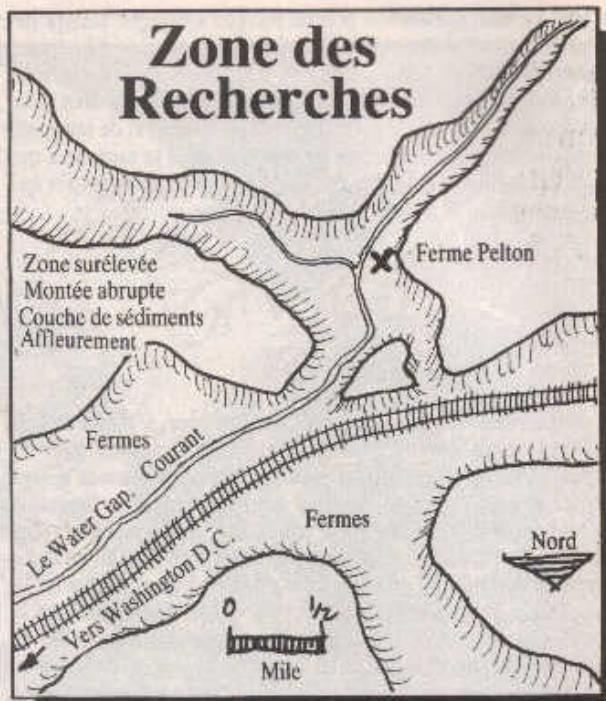 Zone des
Recherches
Zone surélevée
Montée abrupte
Couche de sédiments
Affleurement
Ferme Pelton
Fermes
Le Water Gap. Courant
Vers Washington D.C.
Fermes
Nord
0 1/2
Mile